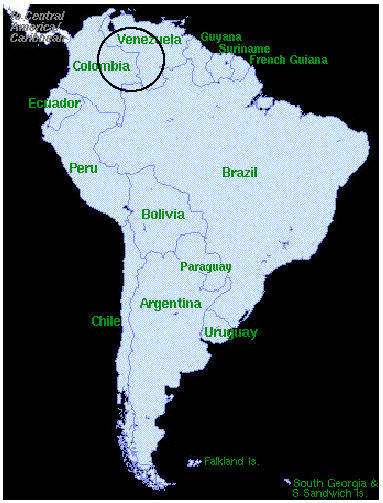 to Central
America /
Caribbean
Venezuela
Guyana
Suriname
French Guiana
Colombia
Ecuador
Peru
Brazil
Bolivia
Paraguay
Argentina
Chile
Uruguay
Falkland Is.
South Georgia &
S Sandwich Is.